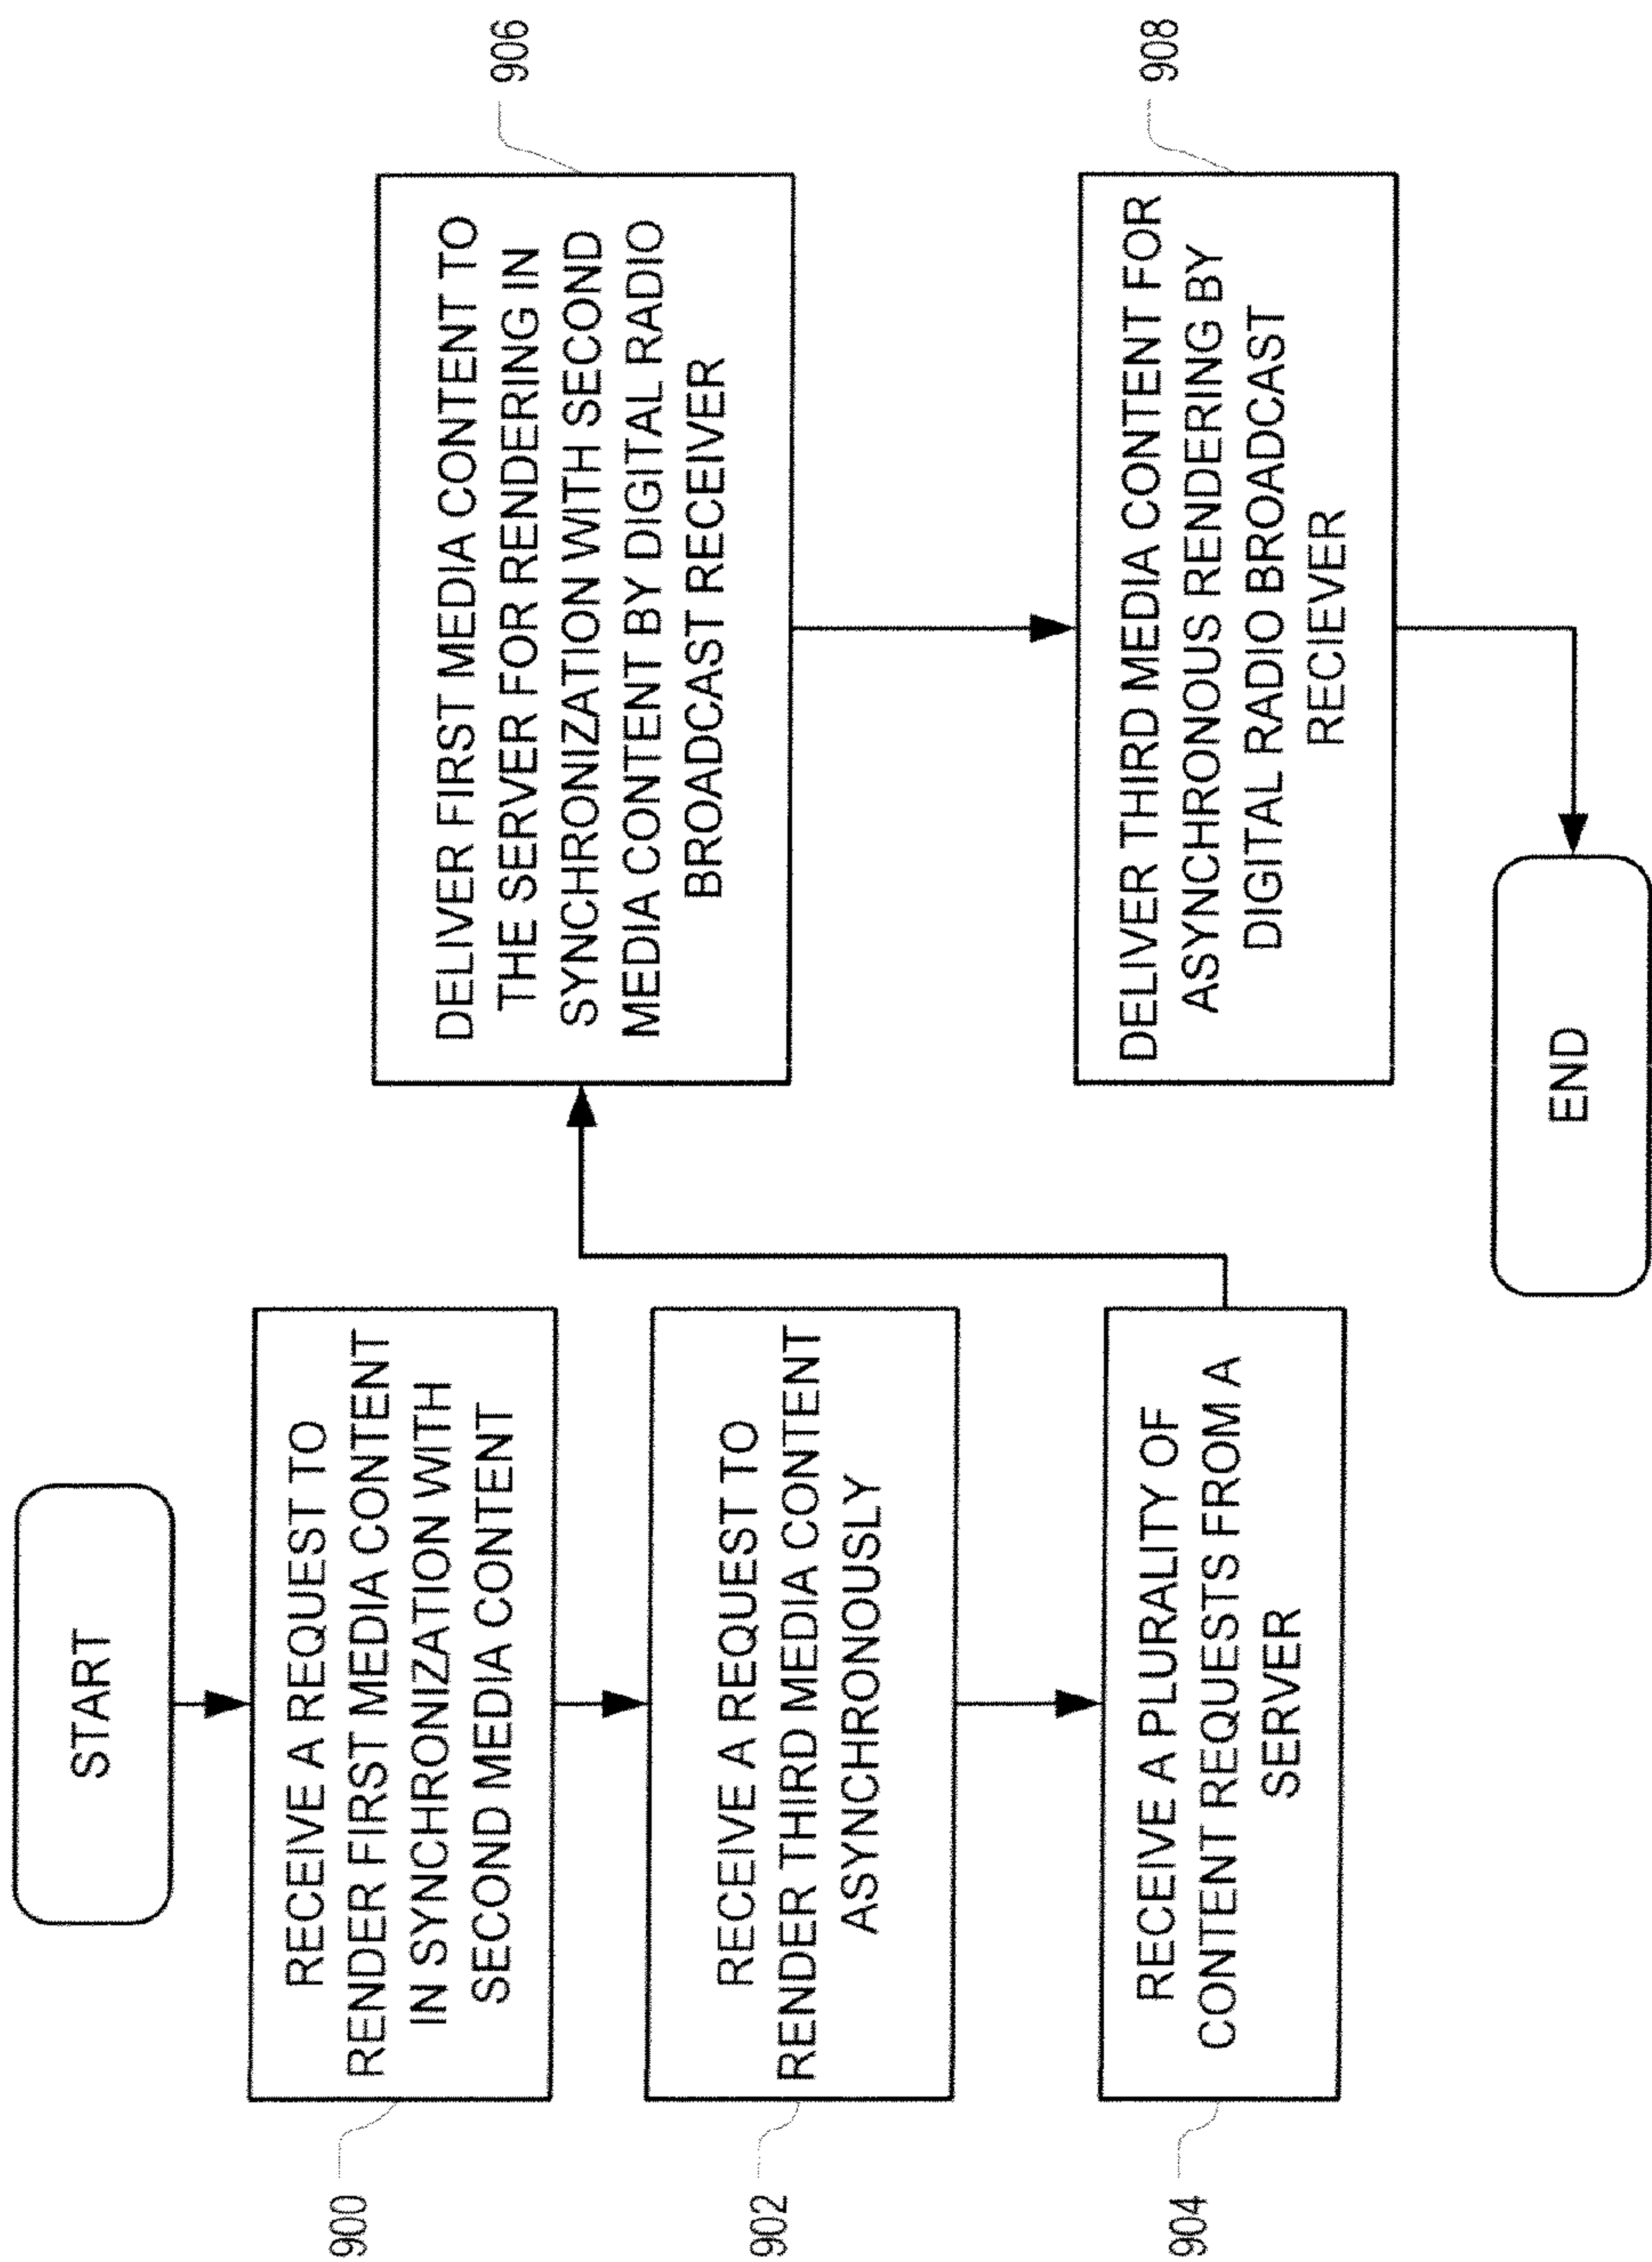 START
RECEIVE A REQUEST TO
RENDER FIRST MEDIA CONTENT
IN SYNCHRONIZATION WITH
SECOND MEDIA CONTENT
900
RECEIVE A REQUEST TO
RENDER THIRD MEDIA CONTENT
ASYNCHRONOUSLY
902
RECEIVE A PLURALITY OF
CONTENT REQUESTS FROM A
SERVER
904
DELIVER FIRST MEDIA CONTENT TO
THE SERVER FOR RENDERING IN
SYNCHRONIZATION WITH SECOND
MEDIA CONTENT BY DIGITAL RADIO
BROADCAST RECEIVER
906
DELIVER THIRD MEDIA CONTENT FOR
ASYNCHRONOUS RENDERING BY
DIGITAL RADIO BROADCAST
RECIEVER
908
END